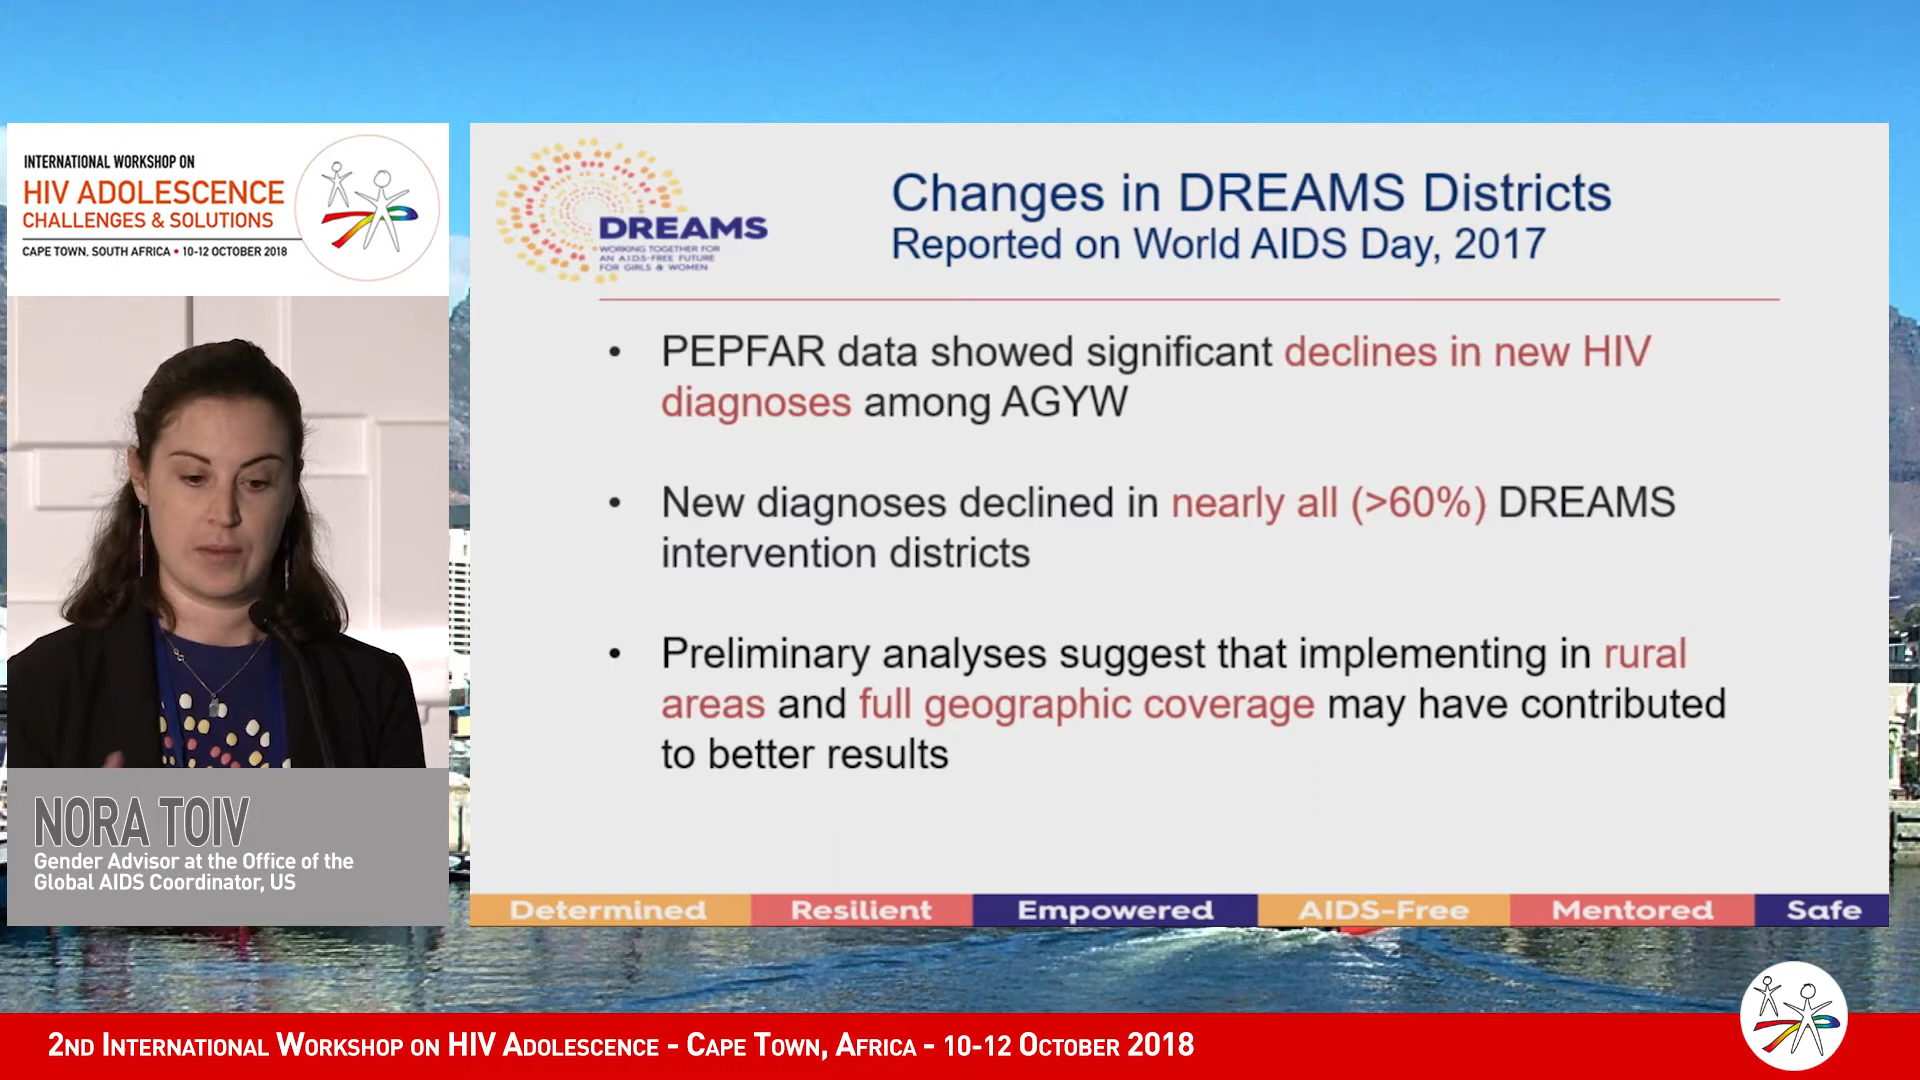 INTERNATIONAL WORKSHOP ON
HIV ADOLESCENCE
CHALLENGES & SOLUTIONS
CAPE TOWN, SOUTH AFRICA • 10-12 OCTOBER 2018
NORA TOIV
Gender Advisor at the Office of the
Global AIDS Coordinator, US
DREAMS
WORKING TOGETHER FOR
AN AIDS-FREE FUTURE
FOR GIRLS & WOMEN
Changes in DREAMS Districts
Reported on World AIDS Day, 2017
• PEPFAR data showed significant declines in new HIV
diagnoses among AGYW
• New diagnoses declined in nearly all (>60%) DREAMS
intervention districts
• Preliminary analyses suggest that implementing in rural
areas and full geographic coverage may have contributed
to better results
Determined Resilient Empowered AIDS-Free Mentored Safe
2ND INTERNATIONAL WORKSHOP ON HIV ADOLESCENCE - CAPE TOWN, AFRICA - 10-12 OCTOBER 2018